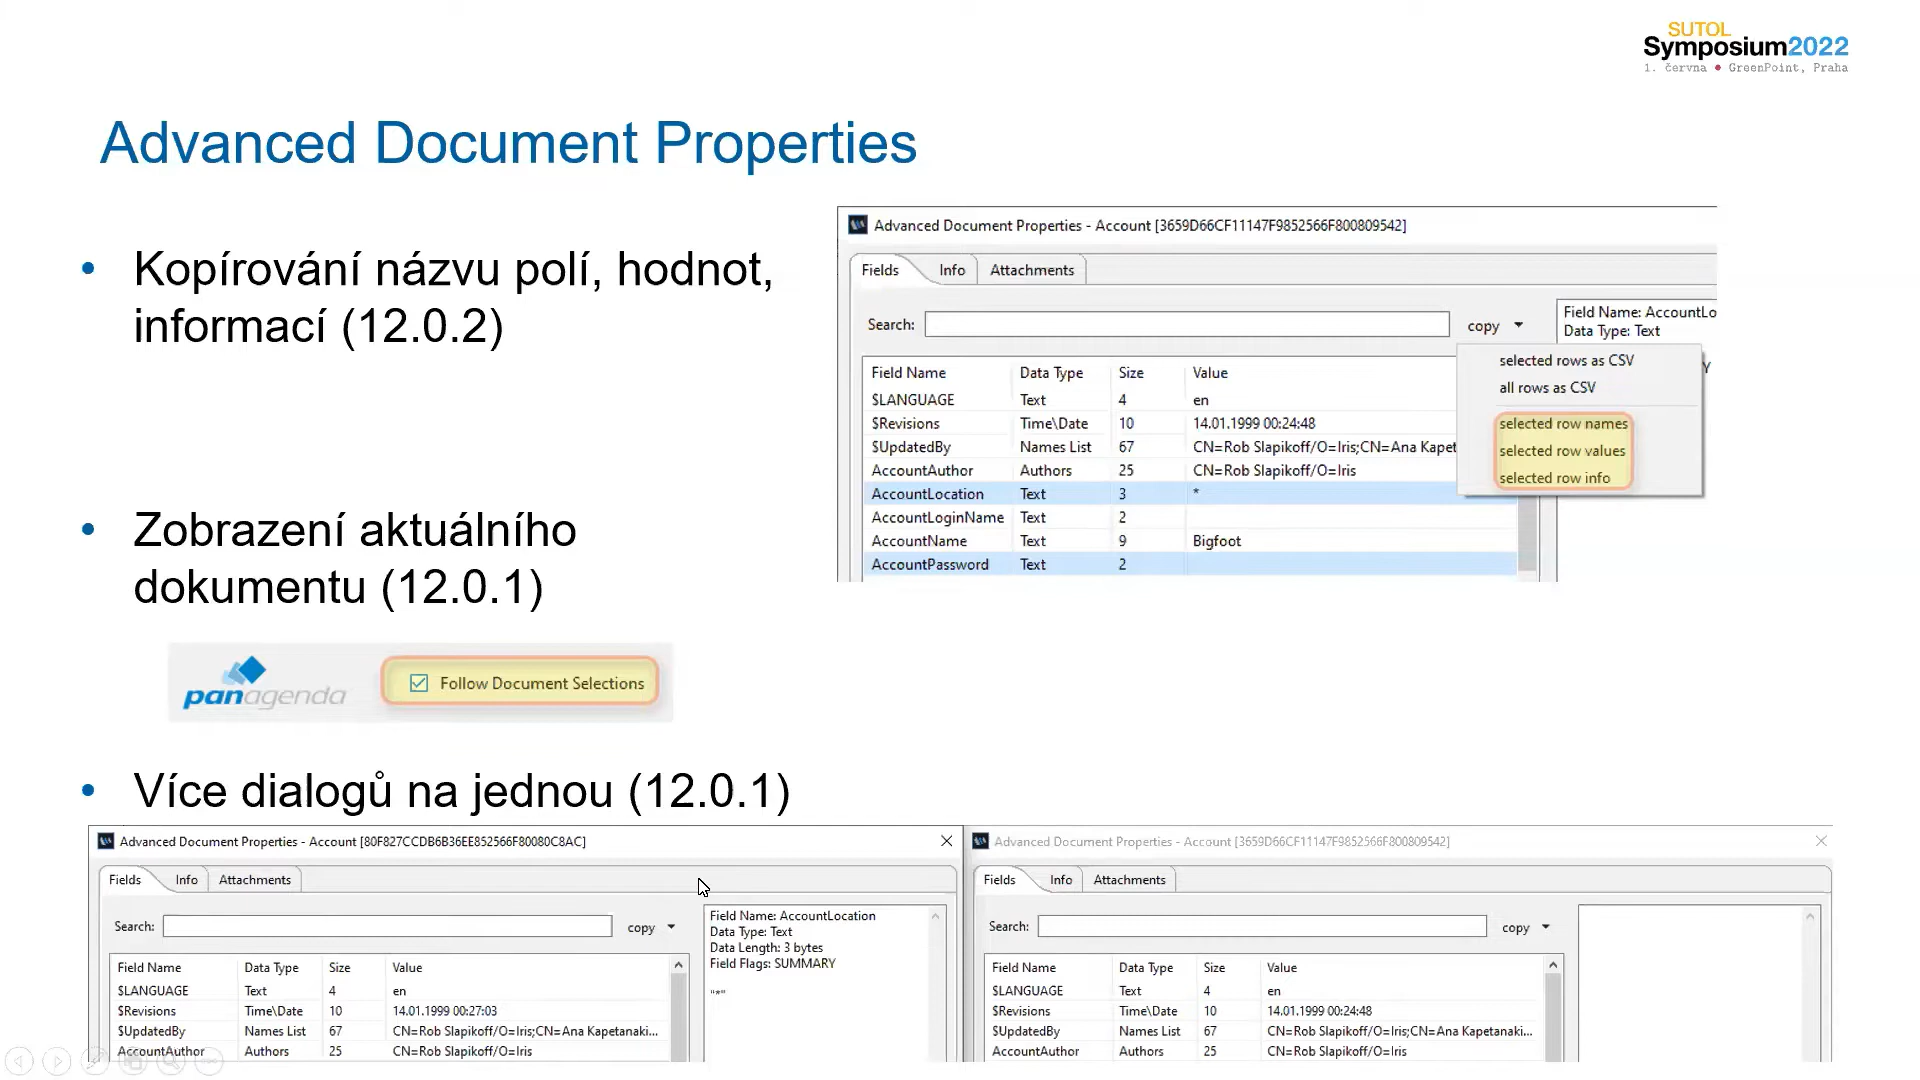 SUTOL
Symposium2022
1. června • GreenPoint, Praha
Advanced Document Properties
• Kopírování názvu polí, hodnot,
informací (12.0.2)
Advanced Document Properties - Account [3659D66CF11147F9852566F800809542]
Fields Info Attachments
Search: copy
Field Name: AccountLo
Data Type: Text
selected rows as CSV
all rows as CSV
selected row names
selected row values
selected row info
Field Name Data Type Size Value
$LANGUAGE Text 4 en
$Revisions Time\Date 10 14.01.1999 00:24:48
$UpdatedBy Names List 67 CN=Rob Slapikoff/O=Iris;CN=Ana Kapet
AccountAuthor Authors 25 CN=Rob Slapikoff/O=Iris
AccountLocation Text 3 *
AccountLoginName Text 2
AccountName Text 9 Bigfoot
AccountPassword Text 2
• Zobrazení aktuálního
dokumentu (12.0.1)
panagenda Follow Document Selections
• Více dialogů na jednou (12.0.1)
Advanced Document Properties - Account [80F827CCDB6B36EE852566F80080C8AC]
Fields Info Attachments
Search: copy
Field Name: AccountLocation
Data Type: Text
Data Length: 3 bytes
Field Flags: SUMMARY
"*"
Field Name Data Type Size Value
$LANGUAGE Text 4 en
$Revisions Time\Date 10 14.01.1999 00:27:03
$UpdatedBy Names List 67 CN=Rob Slapikoff/O=Iris;CN=Ana Kapetanaki...
AccountAuthor Authors 25 CN=Rob Slapikoff/O=Iris
Advanced Document Properties - Account [3659D66CF11147F9852566F800809542]
Fields Info Attachments
Search: copy
Field Name Data Type Size Value
$LANGUAGE Text 4 en
$Revisions Time\Date 10 14.01.1999 00:24:48
$UpdatedBy Names List 67 CN=Rob Slapikoff/O=Iris;CN=Ana Kapetanaki...
AccountAuthor Authors 25 CN=Rob Slapikoff/O=Iris